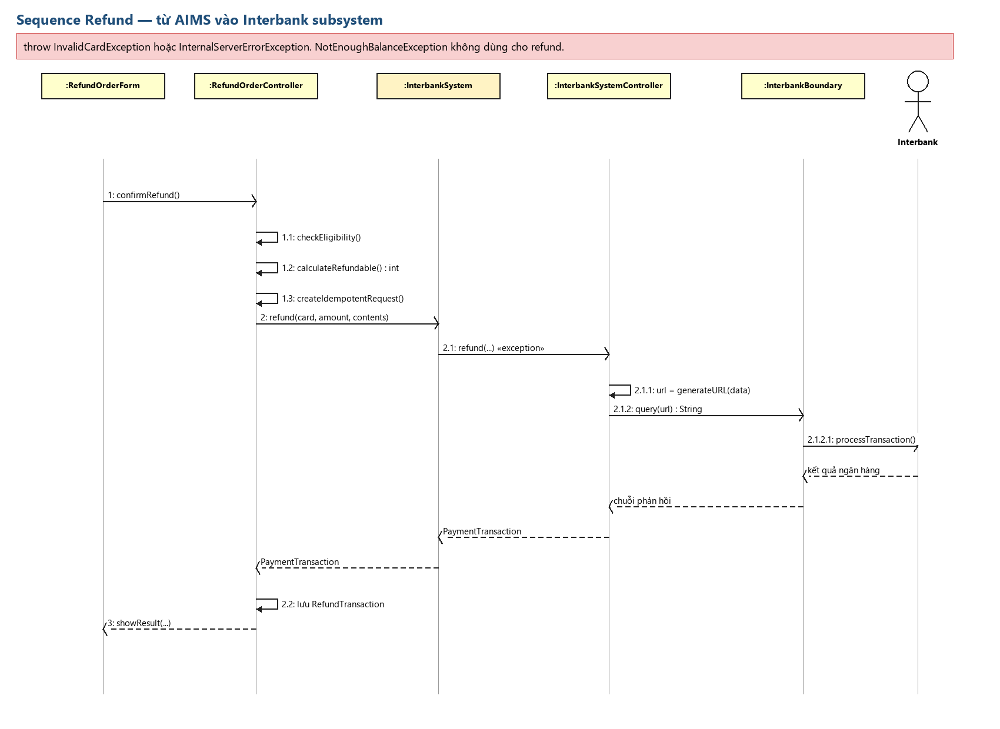 Sequence Refund — từ AIMS vào Interbank subsystem
throw InvalidCardException hoặc InternalServerErrorException. NotEnoughBalanceException không dùng cho refund.
:RefundOrderForm
:RefundOrderController
:InterbankSystem
:InterbankSystemController
:InterbankBoundary
Interbank
1: confirmRefund()
1.1: checkEligibility()
1.2: calculateRefundable() : int
1.3: createIdempotentRequest()
2: refund(card, amount, contents)
2.1: refund(...) «exception»
2.1.1: url = generateURL(data)
2.1.2: query(url) : String
2.1.2.1: processTransaction()
kết quả ngân hàng
chuỗi phản hồi
PaymentTransaction
PaymentTransaction
2.2: lưu RefundTransaction
3: showResult(...)